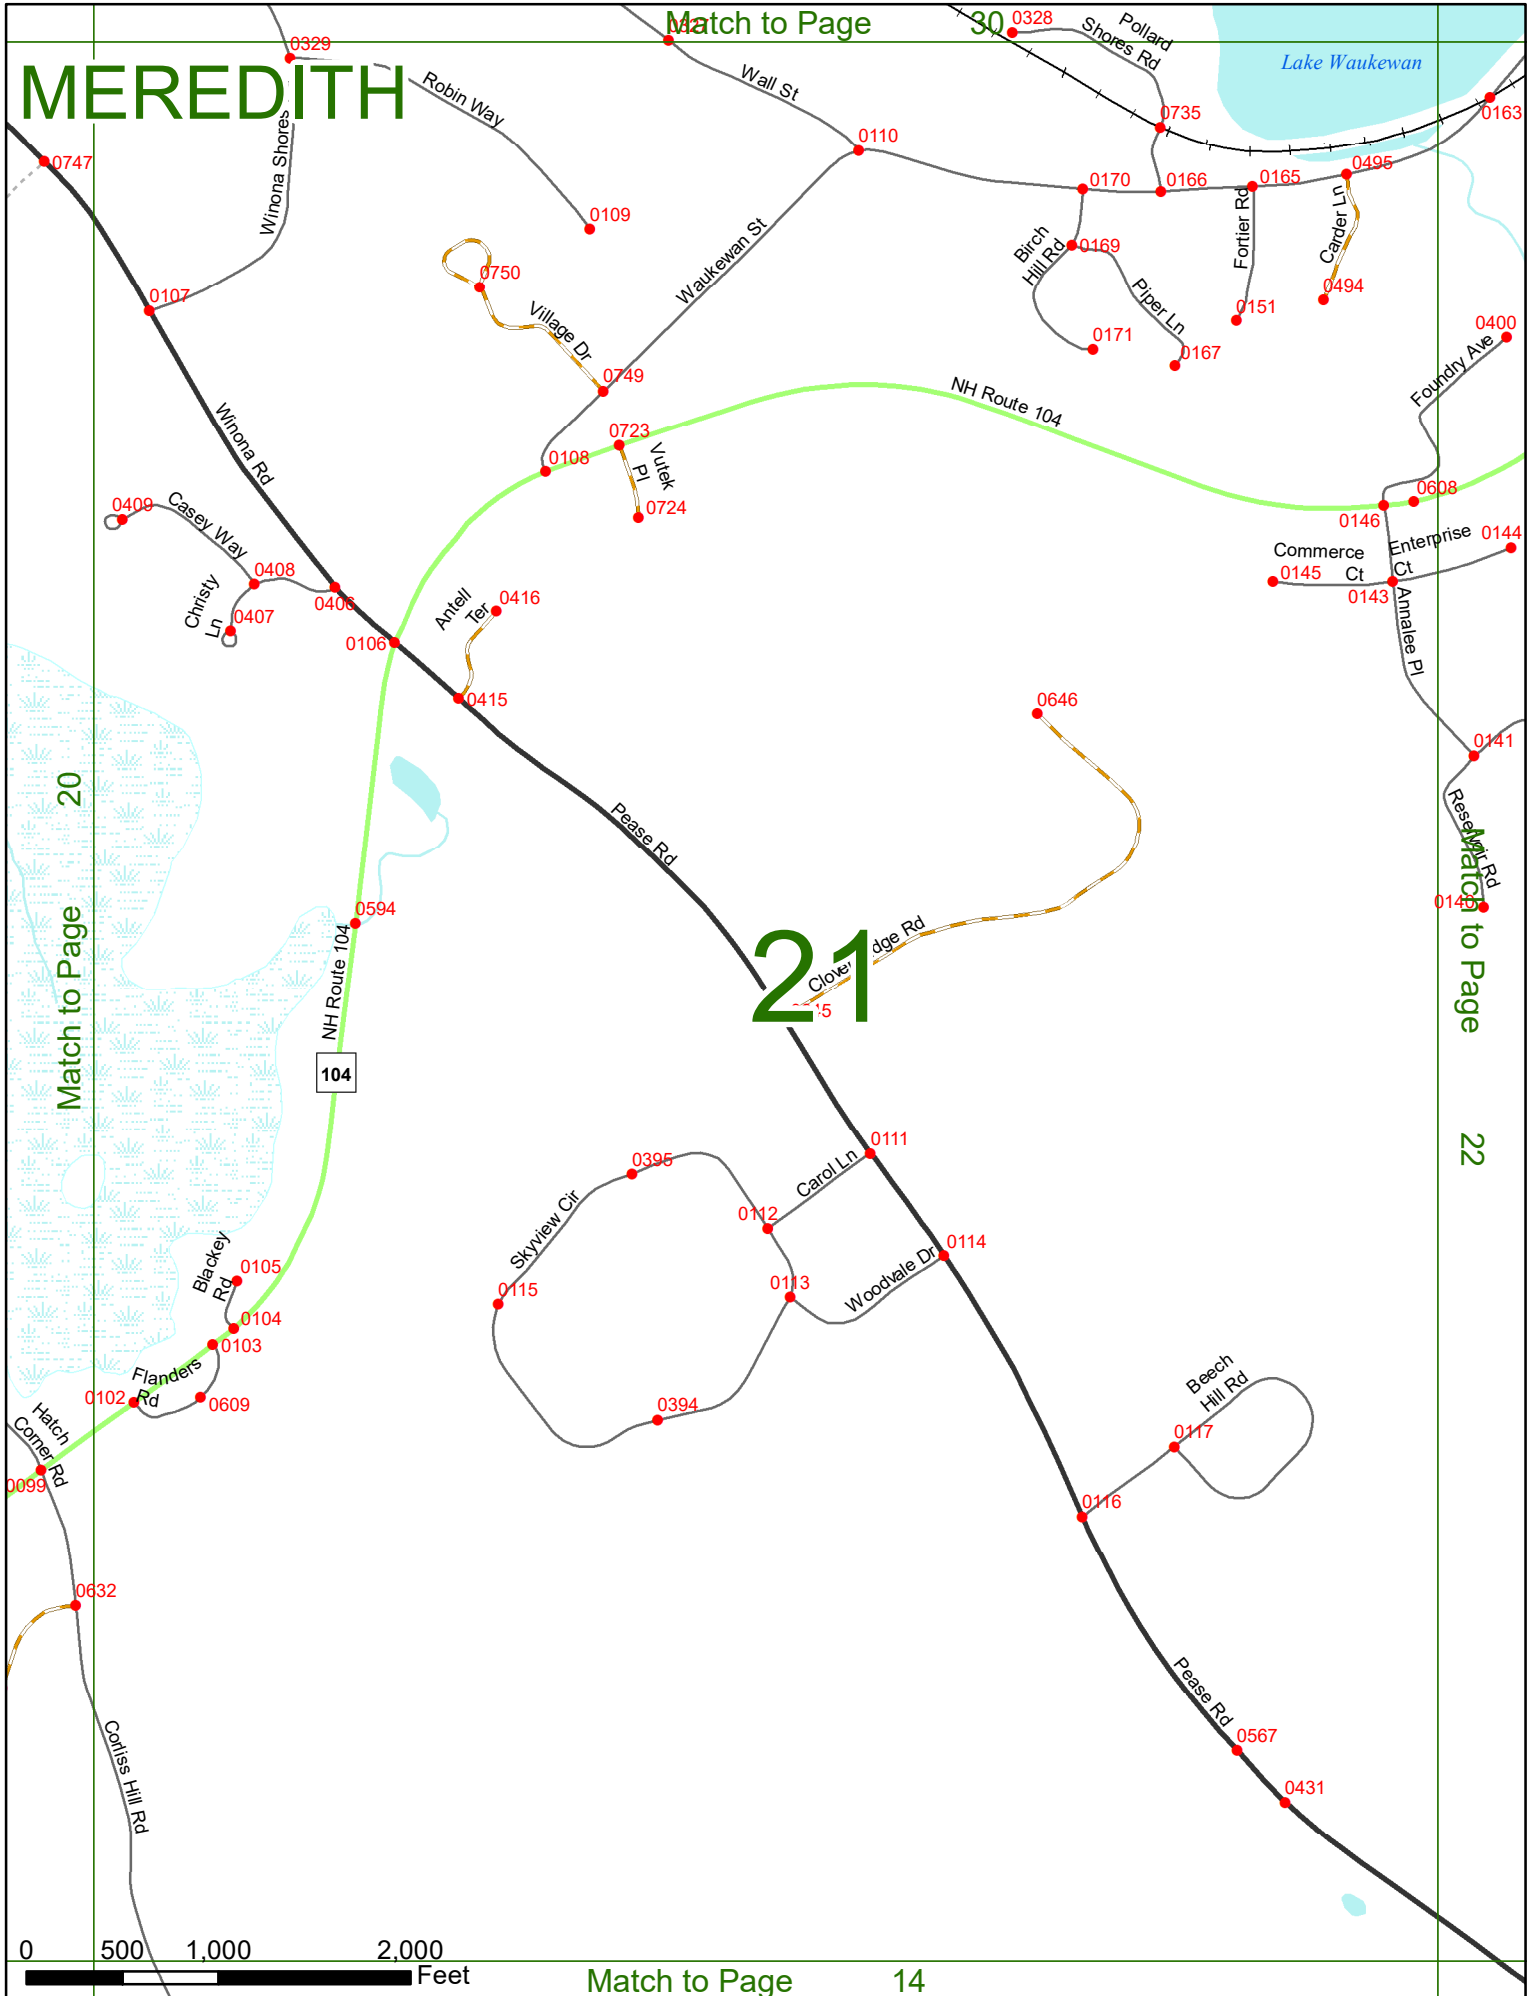 Match to Page 30
0327
0328
Pollard
Shores Rd
Lake Waukewan
0329
MEREDITH
Robin Way
Wall St
0735
0163
0747
Winona Shores
0110
0170
0166
0165
0495
0109
Birch
Hill Rd
0169
Fortier Rd
Carder Ln
0750
Waukewan St
Piper Ln
0151
0494
0107
Village Dr
0171
0167
0400
0749
NH Route 104
Foundry Ave
Winona Rd
0723
0108
Vutek
Pl
0724
0608
0146
0409
Casey Way
Commerce
Ct
Enterprise
Ct
0144
0145
0143
0408
Christy
Ln
0407
0406
Antell
Ter
0416
Annalee Pl
0106
0415
0646
0141
20
Match to Page
Pease Rd
Reservoir Rd
Match to Page
22
0140
0594
NH Route 104
21
104
0111
0395
Carol Ln
0112
Skyview Cir
0114
Blackey
Rd
0105
0115
0113
Woodvale Dr
0104
0103
Flanders
Rd
0102
0609
Beech
Hill Rd
0394
Hatch
Corner Rd
0117
0099
0116
0632
Pease Rd
Corliss Hill Rd
0567
0431
0 500 1,000 2,000
Feet
Match to Page 14